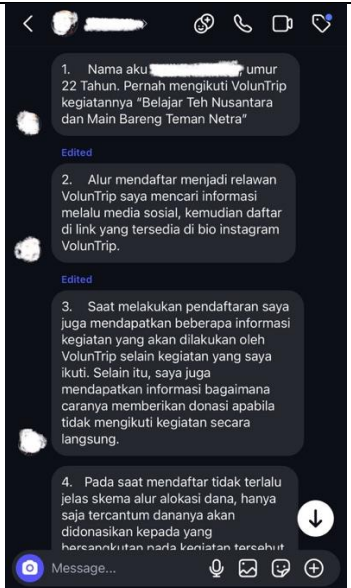 1. Nama aku umur
22 Tahun. Pernah mengikuti VolunTrip
kegiatannya “Belajar Teh Nusantara
dan Main Bareng Teman Netra”
Edited
2. Alur mendaftar menjadi relawan
VolunTrip saya mencari informasi
melalu media sosial, kemudian daftar
di link yang tersedia di bio instagram
VolunTrip.
Edited
3. Saat melakukan pendaftaran saya
juga mendapatkan beberapa informasi
kegiatan yang akan dilakukan oleh
VolunTrip selain kegiatan yang saya
ikuti. Selain itu, saya juga
mendapatkan informasi bagaimana
caranya memberikan donasi apabila
tidak mengikuti kegiatan secara
langsung.
4. Pada saat mendaftar tidak terlalu
jelas skema alur alokasi dana, hanya
saja tercantum dananya akan
didonasikan kepada yang
bersangkutan pada kegiatan tersebut
Message...